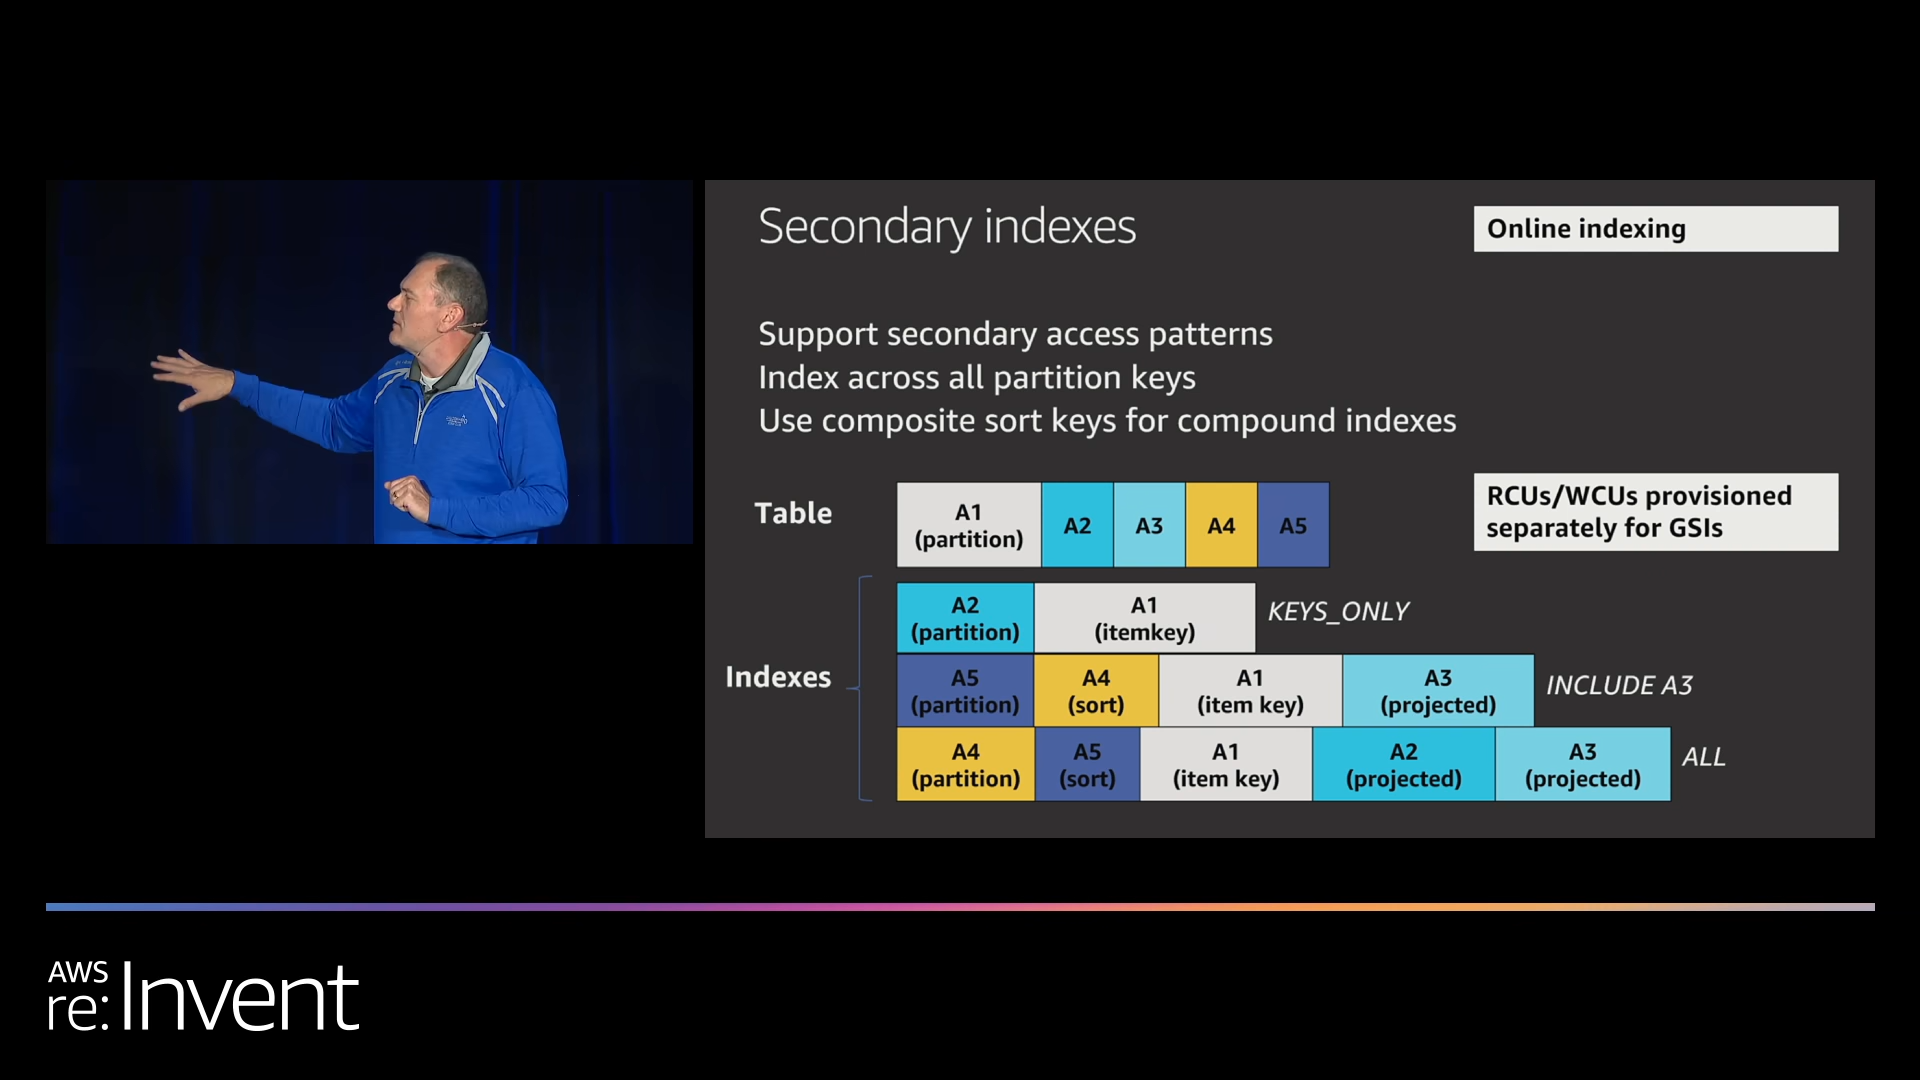 Secondary indexes
Online indexing
Support secondary access patterns
Index across all partition keys
Use composite sort keys for compound indexes
Table
A1
(partition)
A2
A3
A4
A5
RCUs/WCUs provisioned
separately for GSIs
Indexes
A2
(partition)
A1
(itemkey)
KEYS_ONLY
A5
(partition)
A4
(sort)
A1
(item key)
A3
(projected)
INCLUDE A3
A4
(partition)
A5
(sort)
A1
(item key)
A2
(projected)
A3
(projected)
ALL
AWS
re:Invent